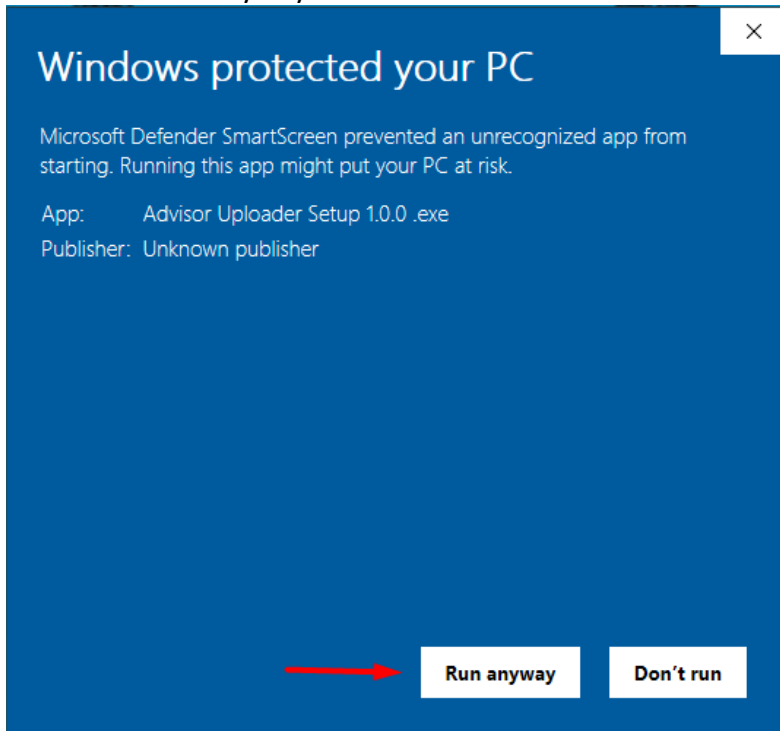 Windows protected your PC
Microsoft Defender SmartScreen prevented an unrecognized app from
starting. Running this app might put your PC at risk.
App: Advisor Uploader Setup 1.0.0 .exe
Publisher: Unknown publisher
Run anyway
Don't run